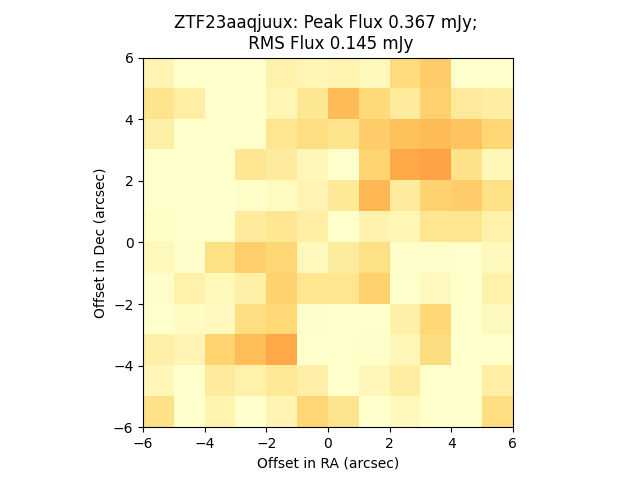 ZTF23aaqjuux: Peak Flux 0.367 mJy;
RMS Flux 0.145 mJy
6
4
2
0
−2
−4
−6
Offset in Dec (arcsec)
−6 −4 −2 0 2 4 6
Offset in RA (arcsec)